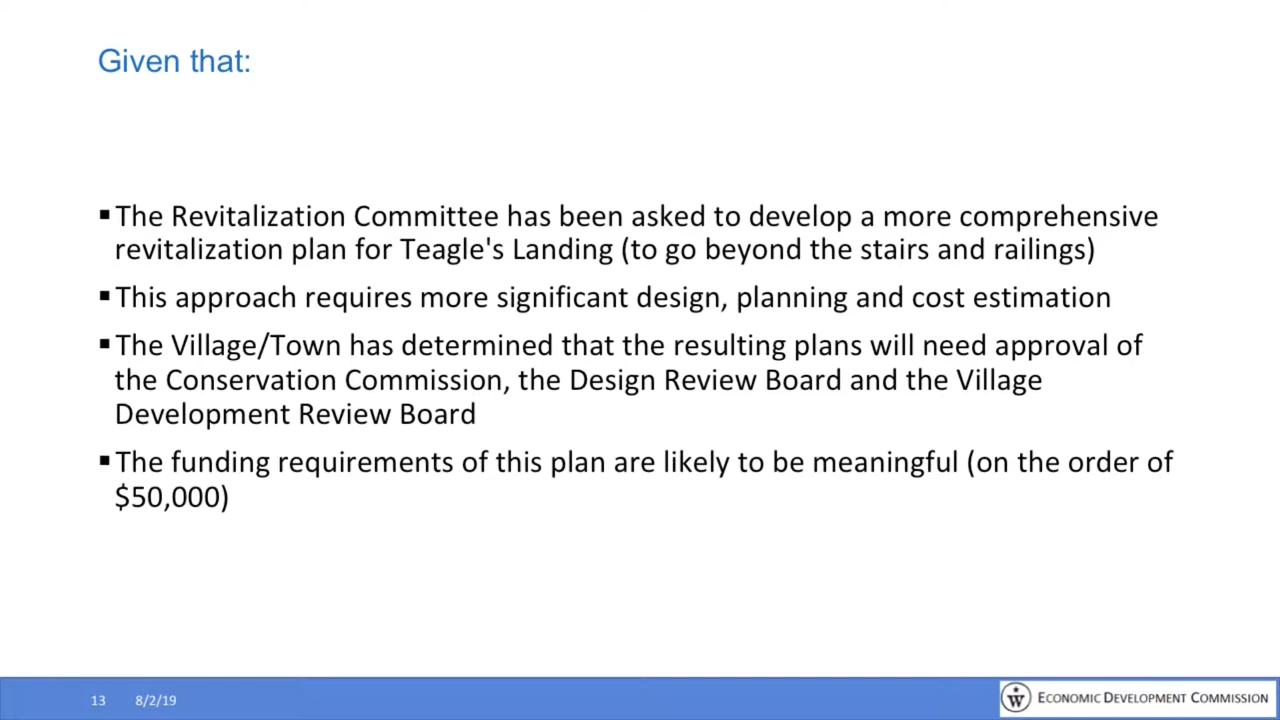 Given that:
▪The Revitalization Committee has been asked to develop a more comprehensive
revitalization plan for Teagle's Landing (to go beyond the stairs and railings)
▪This approach requires more significant design, planning and cost estimation
▪The Village/Town has determined that the resulting plans will need approval of
the Conservation Commission, the Design Review Board and the Village
Development Review Board
▪The funding requirements of this plan are likely to be meaningful (on the order of
$50,000)
13 8/2/19
W ECONOMIC DEVELOPMENT COMMISSION